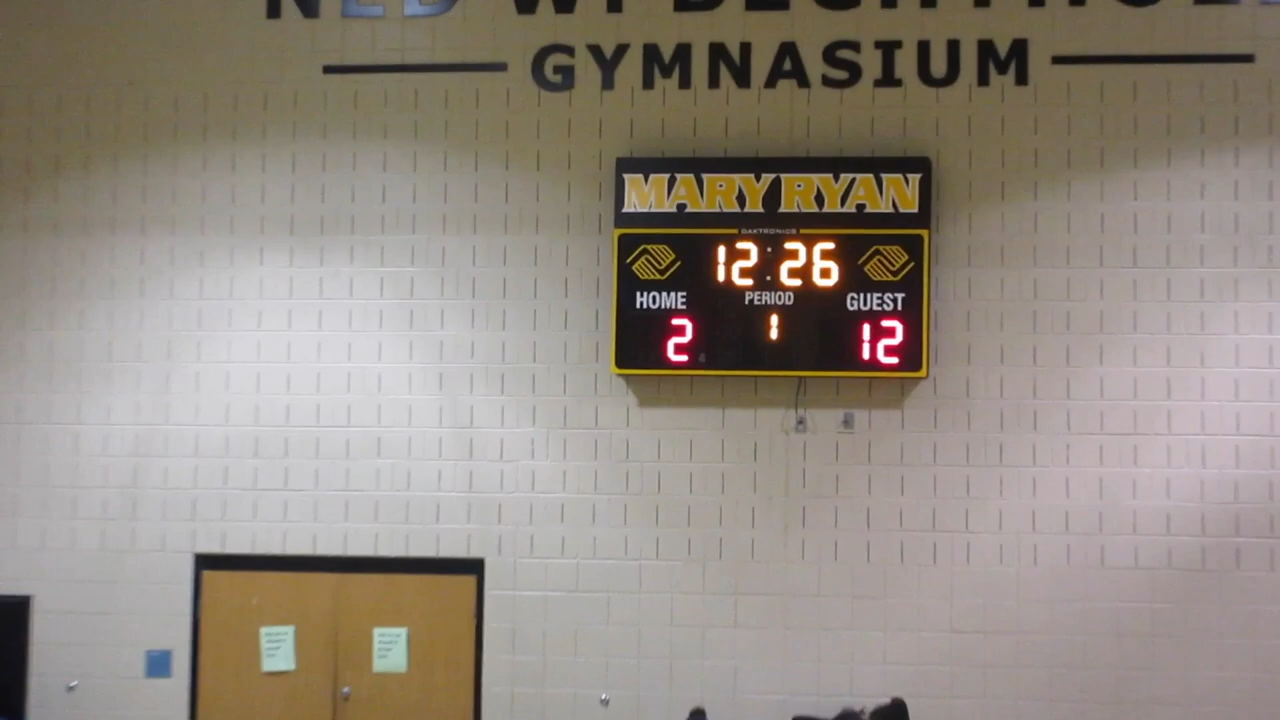 GYMNASIUM
MARY RYAN
DAKTRONICS
12:26
HOME PERIOD GUEST
2 1 12